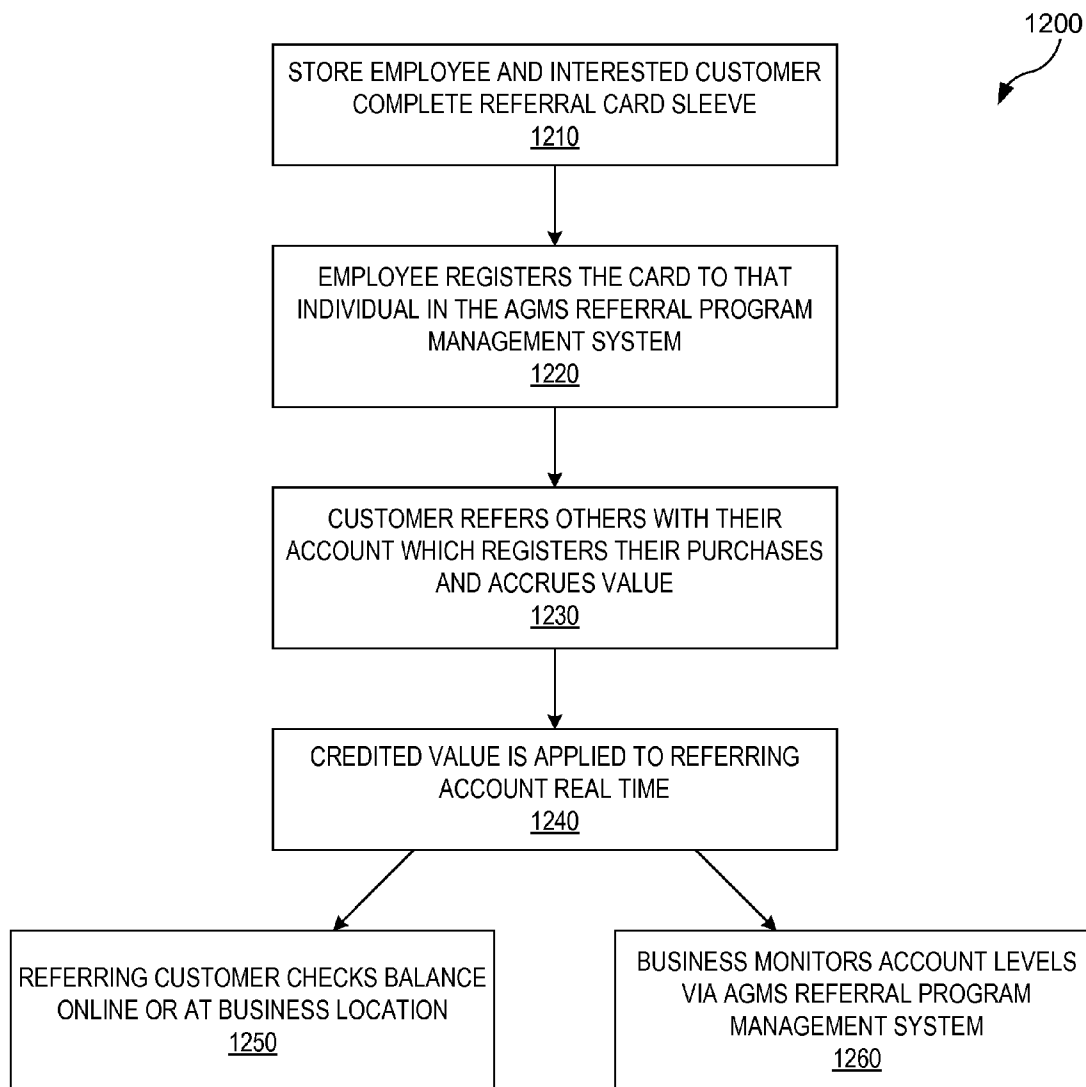 1200
STORE EMPLOYEE AND INTERESTED CUSTOMER
COMPLETE REFERRAL CARD SLEEVE
1210
EMPLOYEE REGISTERS THE CARD TO THAT
INDIVIDUAL IN THE AGMS REFERRAL PROGRAM
MANAGEMENT SYSTEM
1220
CUSTOMER REFERS OTHERS WITH THEIR
ACCOUNT WHICH REGISTERS THEIR PURCHASES
AND ACCRUES VALUE
1230
CREDITED VALUE IS APPLIED TO REFERRING
ACCOUNT REAL TIME
1240
REFERRING CUSTOMER CHECKS BALANCE
ONLINE OR AT BUSINESS LOCATION
1250
BUSINESS MONITORS ACCOUNT LEVELS
VIA AGMS REFERRAL PROGRAM
MANAGEMENT SYSTEM
1260